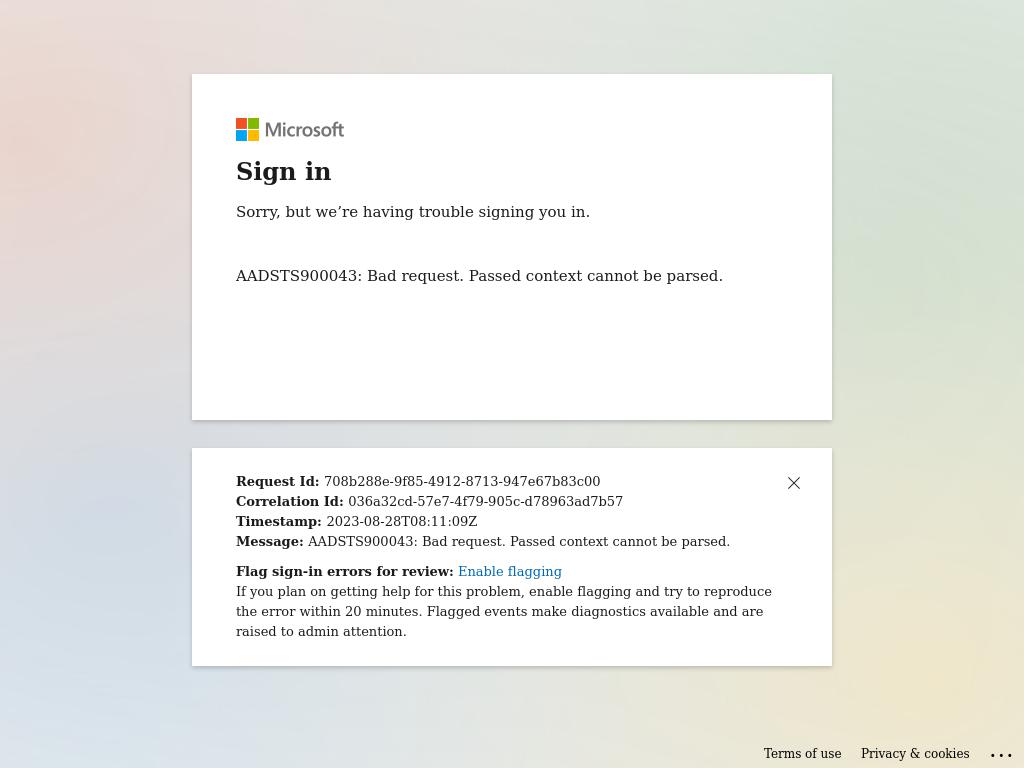 Microsoft
Sign in
Sorry, but we’re having trouble signing you in.
AADSTS900043: Bad request. Passed context cannot be parsed.
Request Id: 708b288e-9f85-4912-8713-947e67b83c00
Correlation Id: 036a32cd-57e7-4f79-905c-d78963ad7b57
Timestamp: 2023-08-28T08:11:09Z
Message: AADSTS900043: Bad request. Passed context cannot be parsed.
Flag sign-in errors for review: Enable flagging
If you plan on getting help for this problem, enable flagging and try to reproduce
the error within 20 minutes. Flagged events make diagnostics available and are
raised to admin attention.
Terms of use Privacy & cookies ...